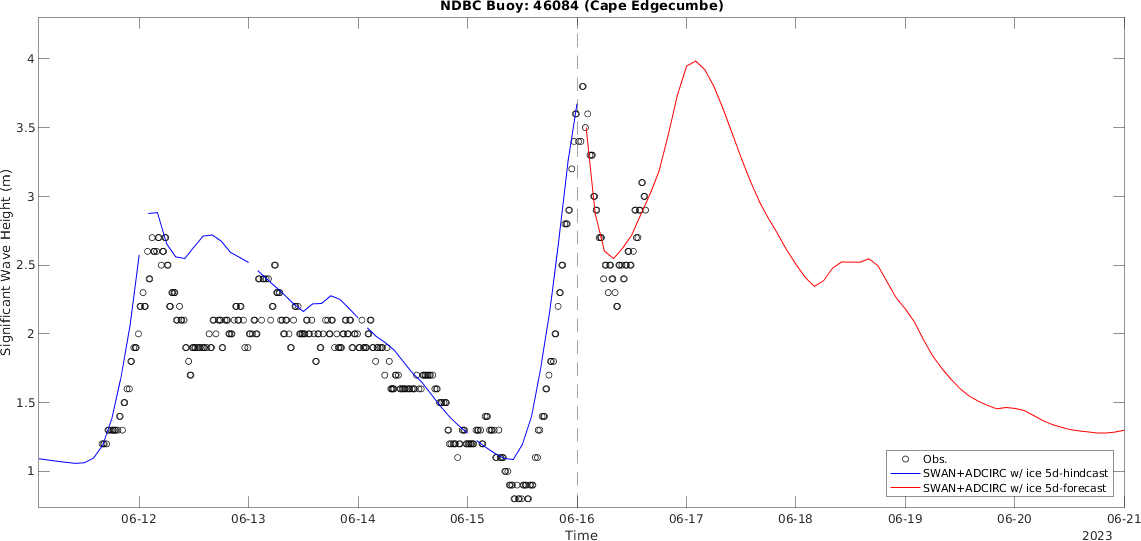 NDBC Buoy: 46084 (Cape Edgecumbe)
4
3.5
3
2.5
2
1.5
1
Significant Wave Height (m)
Obs.
SWAN+ADCIRC w/ ice 5d-hindcast
SWAN+ADCIRC w/ ice 5d-forecast
06-12 06-13 06-14 06-15 06-16 06-17 06-18 06-19 06-20 06-21
Time
2023